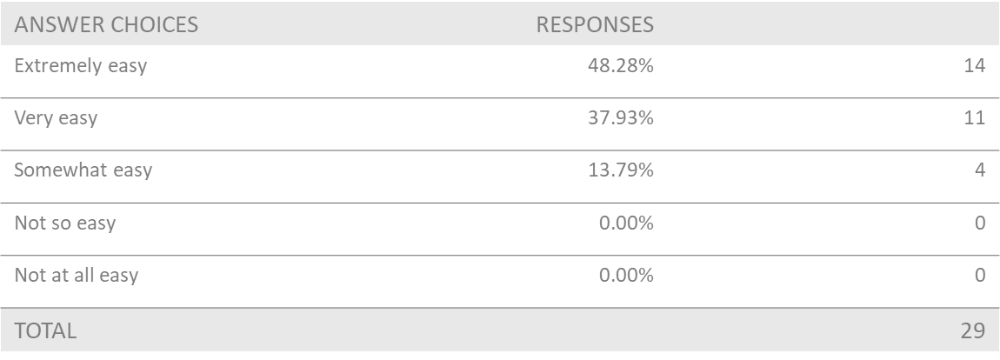 ANSWER CHOICES RESPONSES
Extremely easy 48.28% 14
Very easy 37.93% 11
Somewhat easy 13.79% 4
Not so easy 0.00% 0
Not at all easy 0.00% 0
TOTAL 29